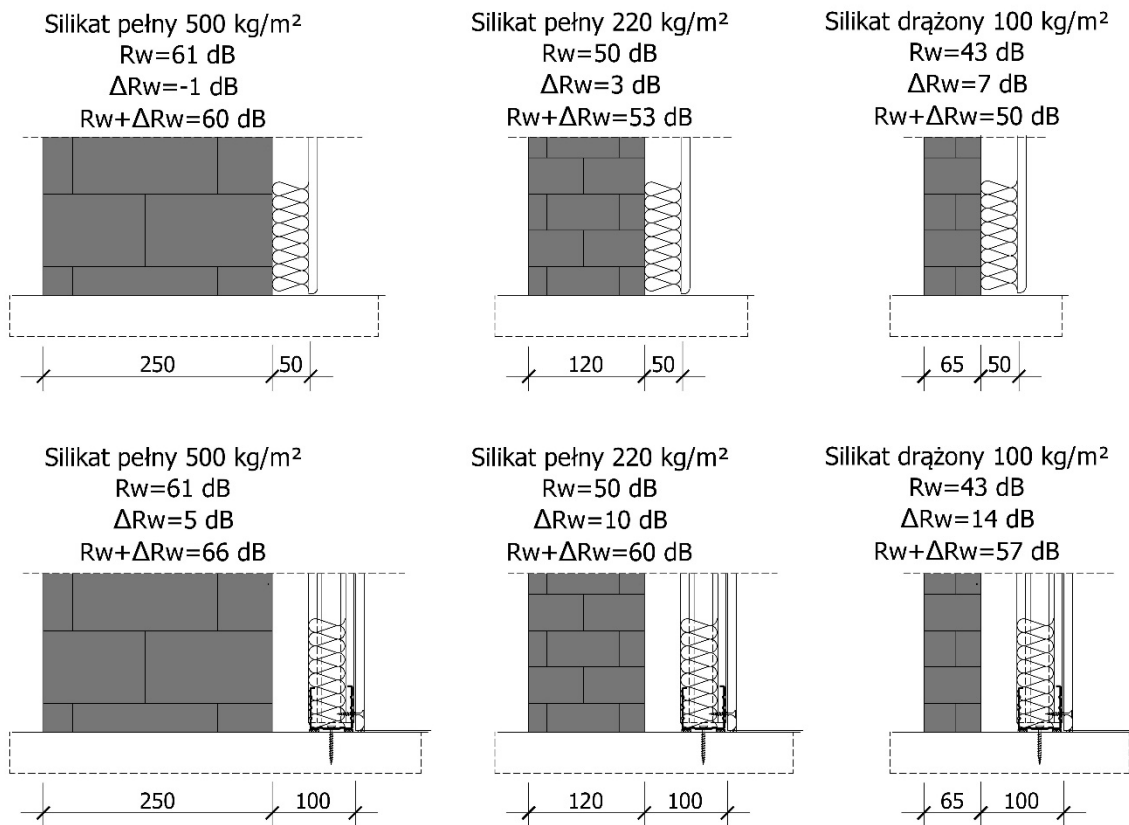 Silikat pełny 500 kg/m²
Rw=61 dB
ΔRw=-1 dB
Rw+ΔRw=60 dB
250
50
Silikat pełny 220 kg/m²
Rw=50 dB
ΔRw=3 dB
Rw+ΔRw=53 dB
120
50
Silikat drążony 100 kg/m²
Rw=43 dB
ΔRw=7 dB
Rw+ΔRw=50 dB
65
50
Silikat pełny 500 kg/m²
Rw=61 dB
ΔRw=5 dB
Rw+ΔRw=66 dB
250
100
Silikat pełny 220 kg/m²
Rw=50 dB
ΔRw=10 dB
Rw+ΔRw=60 dB
120
100
Silikat drążony 100 kg/m²
Rw=43 dB
ΔRw=14 dB
Rw+ΔRw=57 dB
65
100